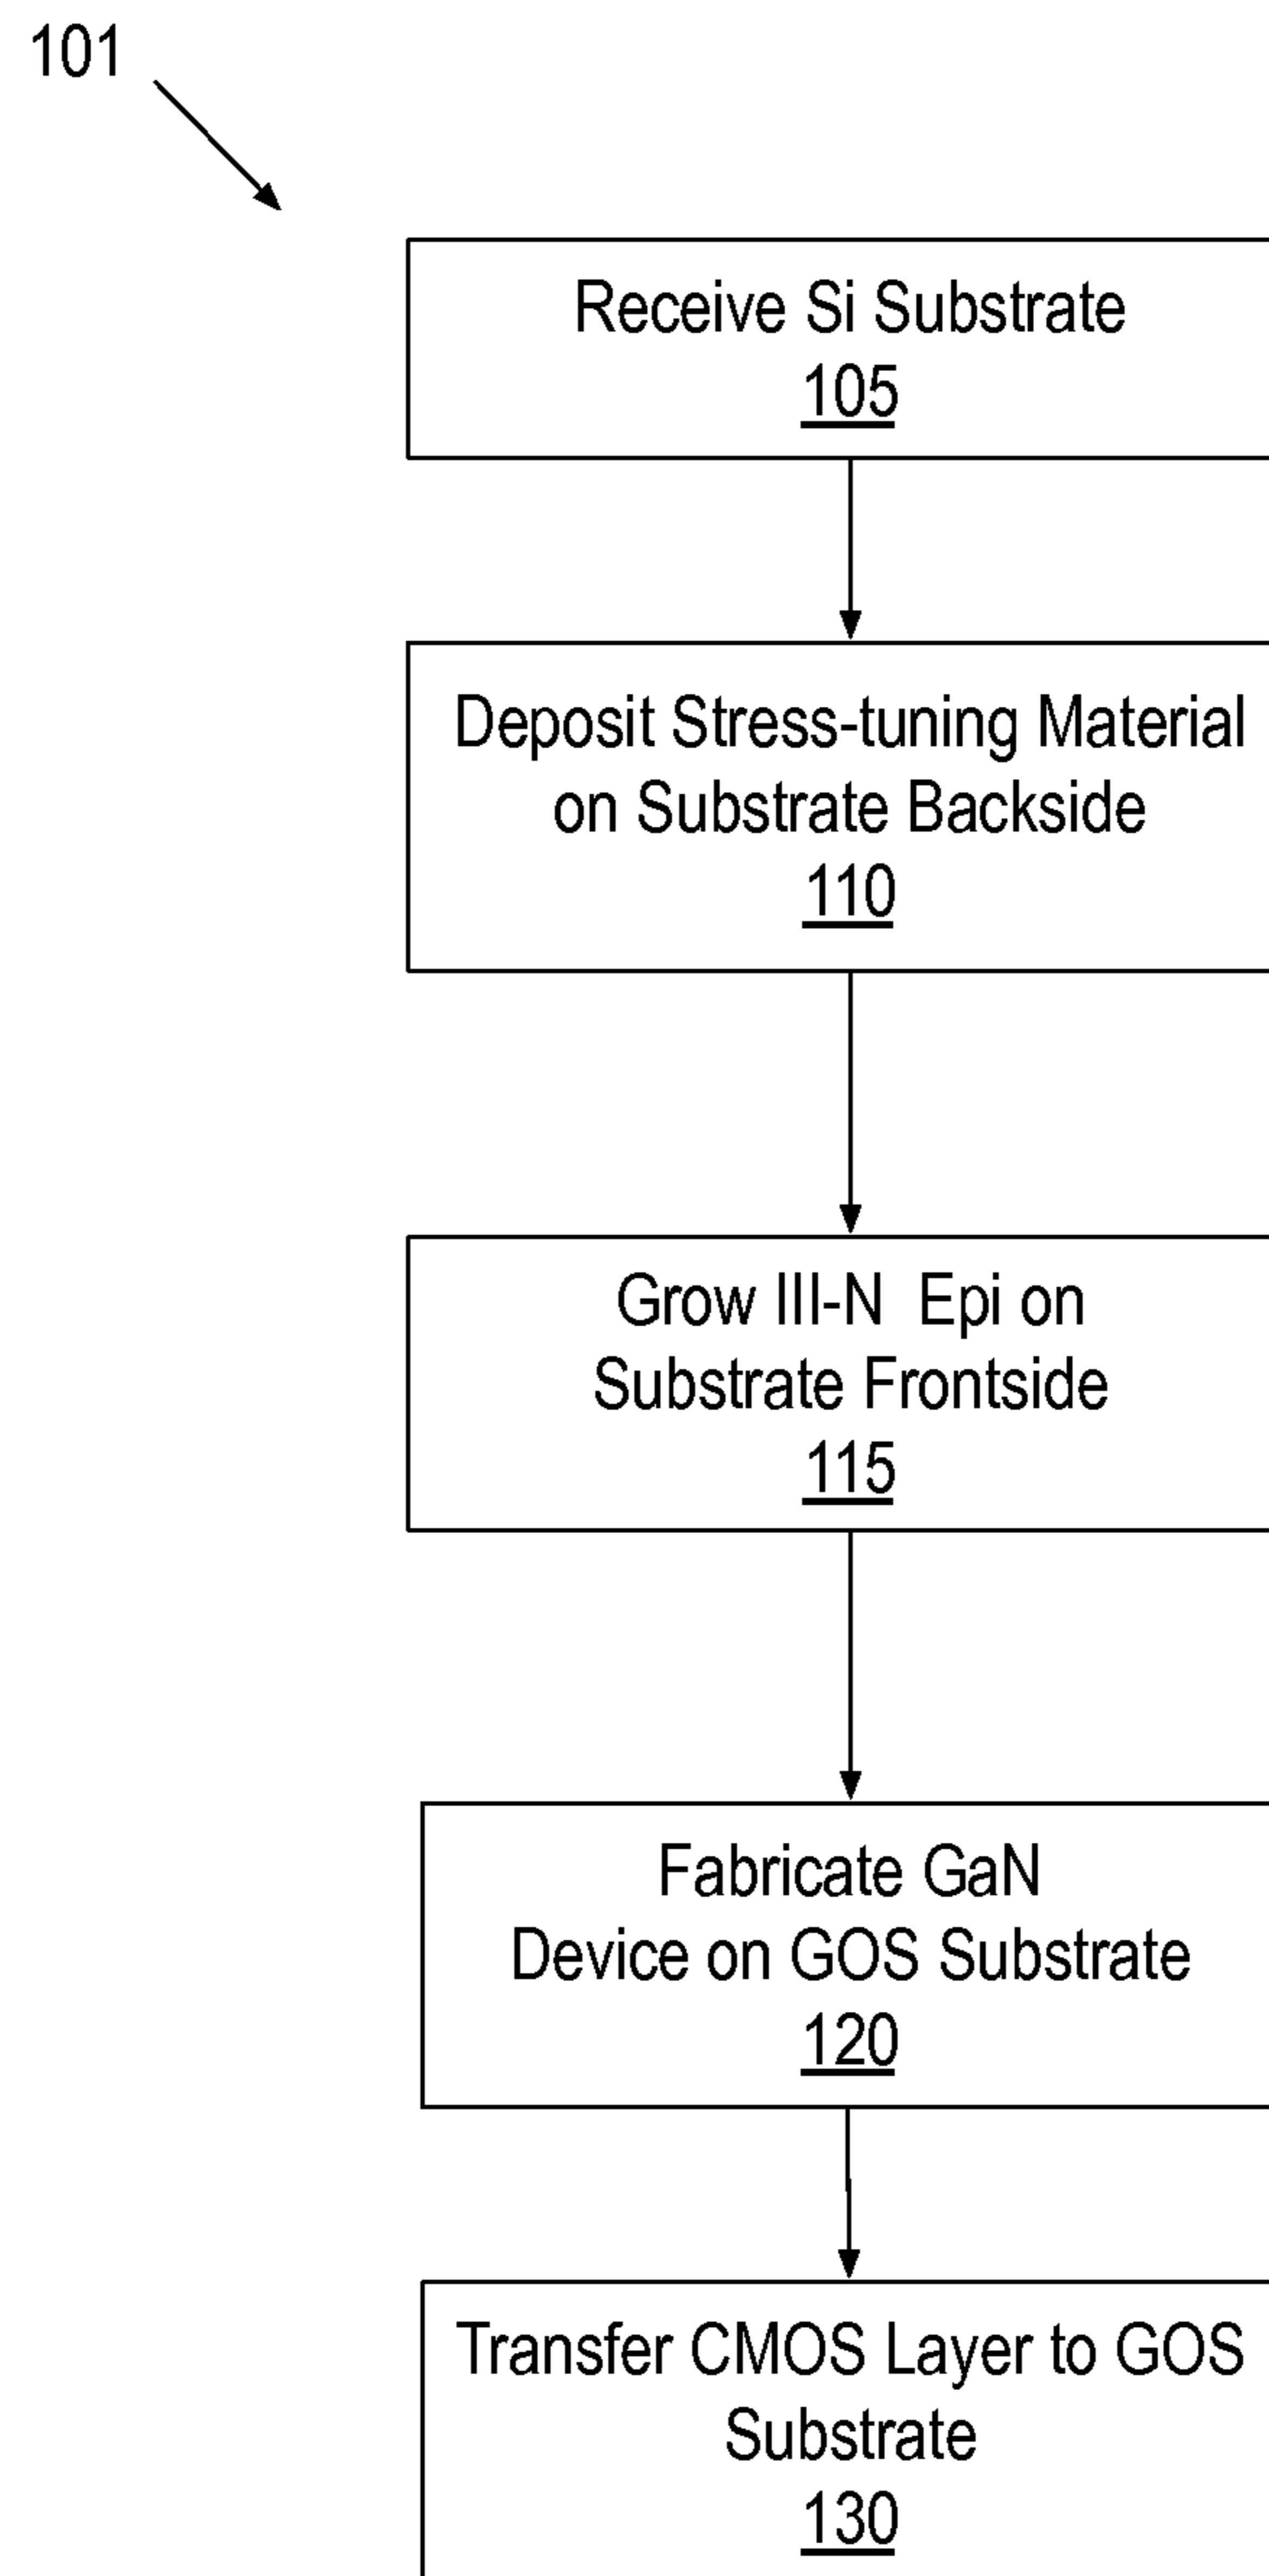 101
Receive Si Substrate
105
Deposit Stress-tuning Material
on Substrate Backside
110
Grow III-N Epi on
Substrate Frontside
115
Fabricate GaN
Device on GOS Substrate
120
Transfer CMOS Layer to GOS
Substrate
130